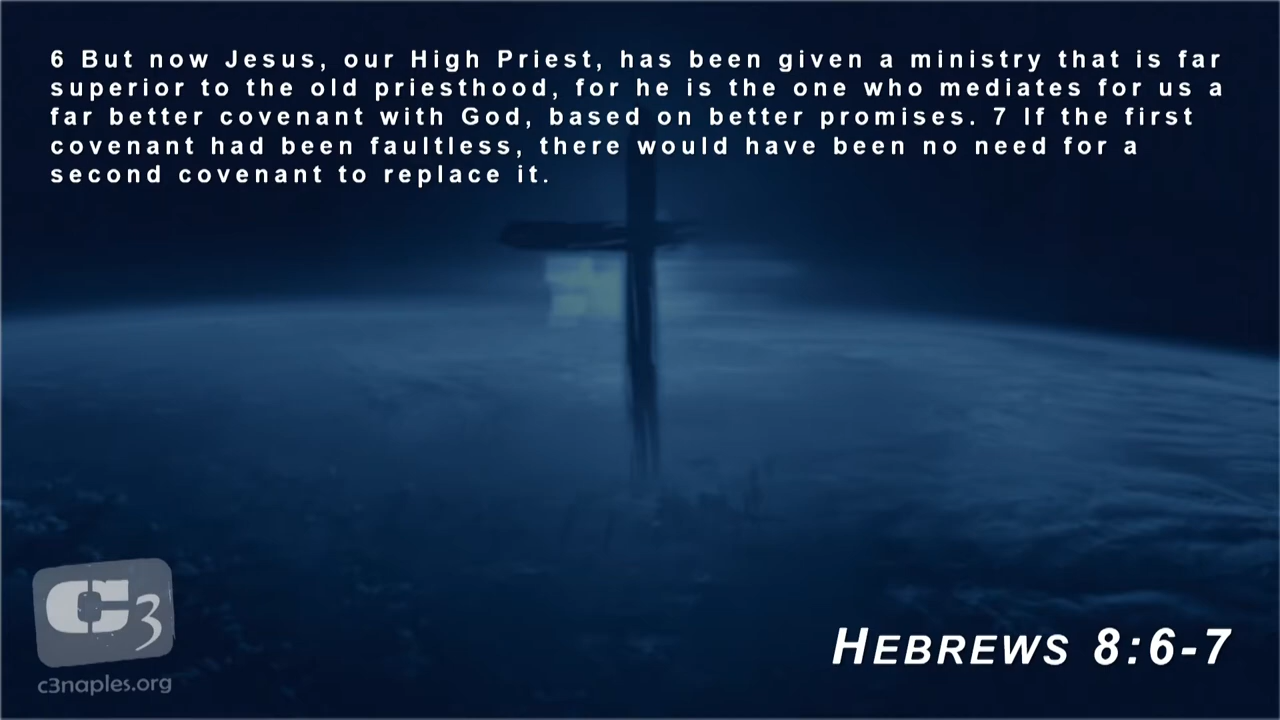 6 But now Jesus, our High Priest, has been given a ministry that is far
superior to the old priesthood, for he is the one who mediates for us a
far better covenant with God, based on better promises. 7 If the first
covenant had been faultless, there would have been no need for a
second covenant to replace it.
C3
c3naples.org
HEBREWS 8:6-7